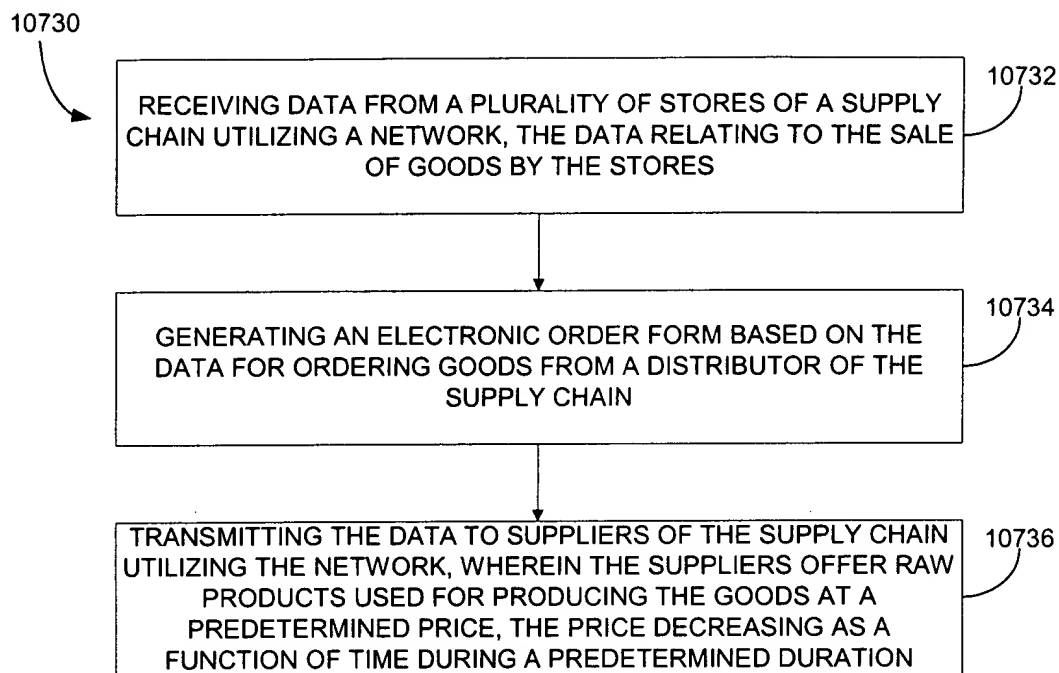 10730
10732
RECEIVING DATA FROM A PLURALITY OF STORES OF A SUPPLY
CHAIN UTILIZING A NETWORK, THE DATA RELATING TO THE SALE
OF GOODS BY THE STORES
10734
GENERATING AN ELECTRONIC ORDER FORM BASED ON THE
DATA FOR ORDERING GOODS FROM A DISTRIBUTOR OF THE
SUPPLY CHAIN
10736
TRANSMITTING THE DATA TO SUPPLIERS OF THE SUPPLY CHAIN
UTILIZING THE NETWORK, WHEREIN THE SUPPLIERS OFFER RAW
PRODUCTS USED FOR PRODUCING THE GOODS AT A
PREDETERMINED PRICE, THE PRICE DECREASING AS A
FUNCTION OF TIME DURING A PREDETERMINED DURATION